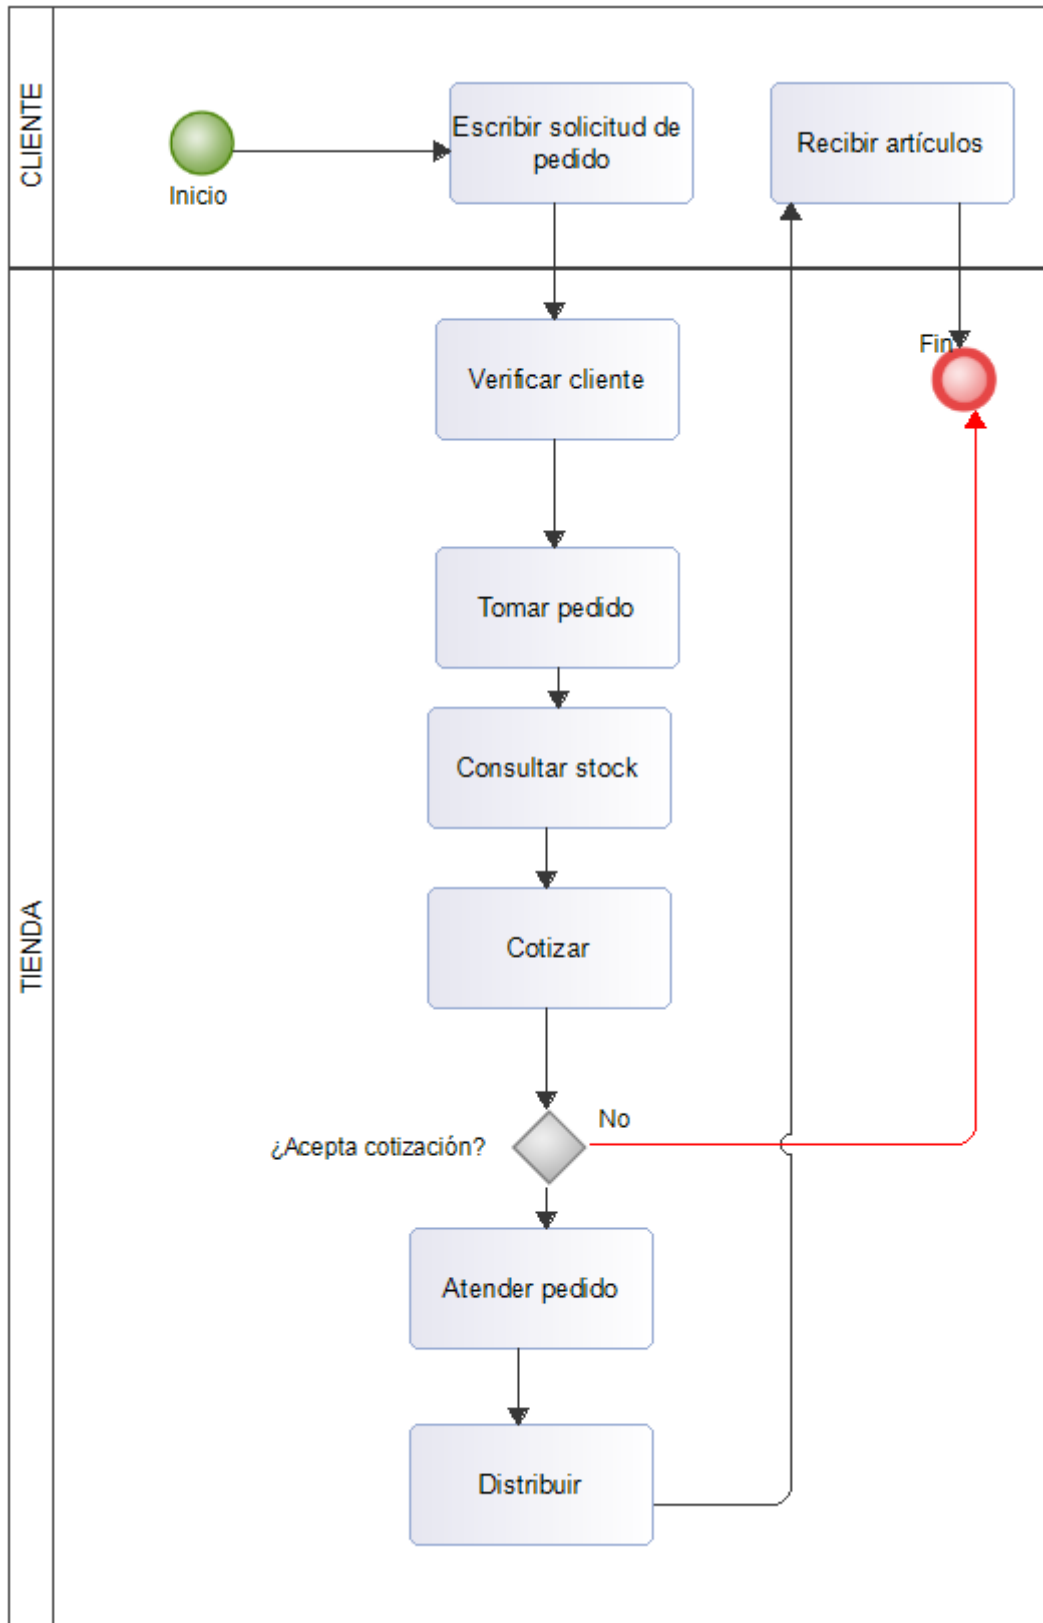 CLIENTE
Inicio
Escribir solicitud de
pedido
Recibir artículos
TIENDA
Verificar cliente
Fin
Tomar pedido
Consultar stock
Cotizar
¿Acepta cotización?
No
Atender pedido
Distribuir